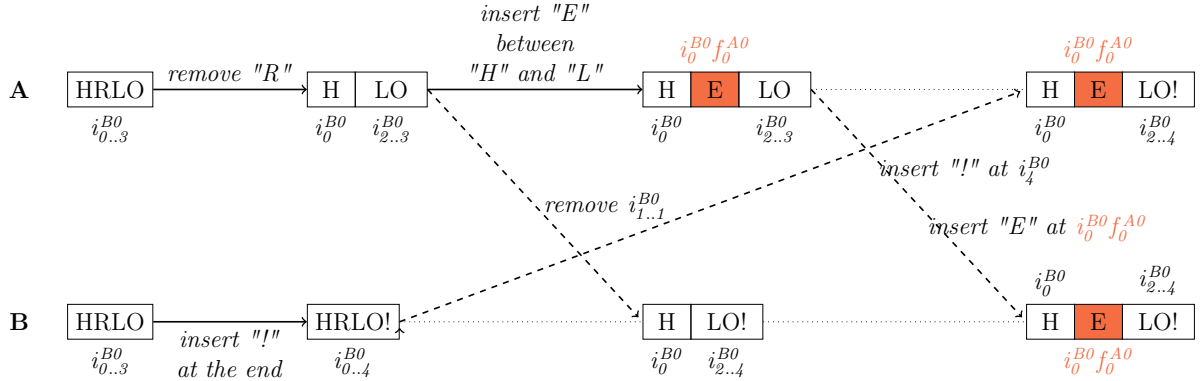 insert "E"
between
"H" and "L"
remove "R"
i_0^{B0} f_0^{A0}
i_0^{B0} f_0^{A0}
A
HRLO
H LO
H E LO
H E LO!
i_{0..3}^{B0}
i_0^{B0} i_{2..3}^{B0}
i_0^{B0} i_{2..3}^{B0}
i_0^{B0} i_{2..4}^{B0}
insert "!" at i_4^{B0}
remove i_{1..1}^{B0}
insert "E" at i_0^{B0} f_0^{A0}
i_0^{B0} i_{2..4}^{B0}
B
HRLO
HRLO!
H LO!
H E LO!
insert "!"
at the end
i_{0..3}^{B0}
i_{0..4}^{B0}
i_0^{B0} i_{2..4}^{B0}
i_0^{B0} f_0^{A0}